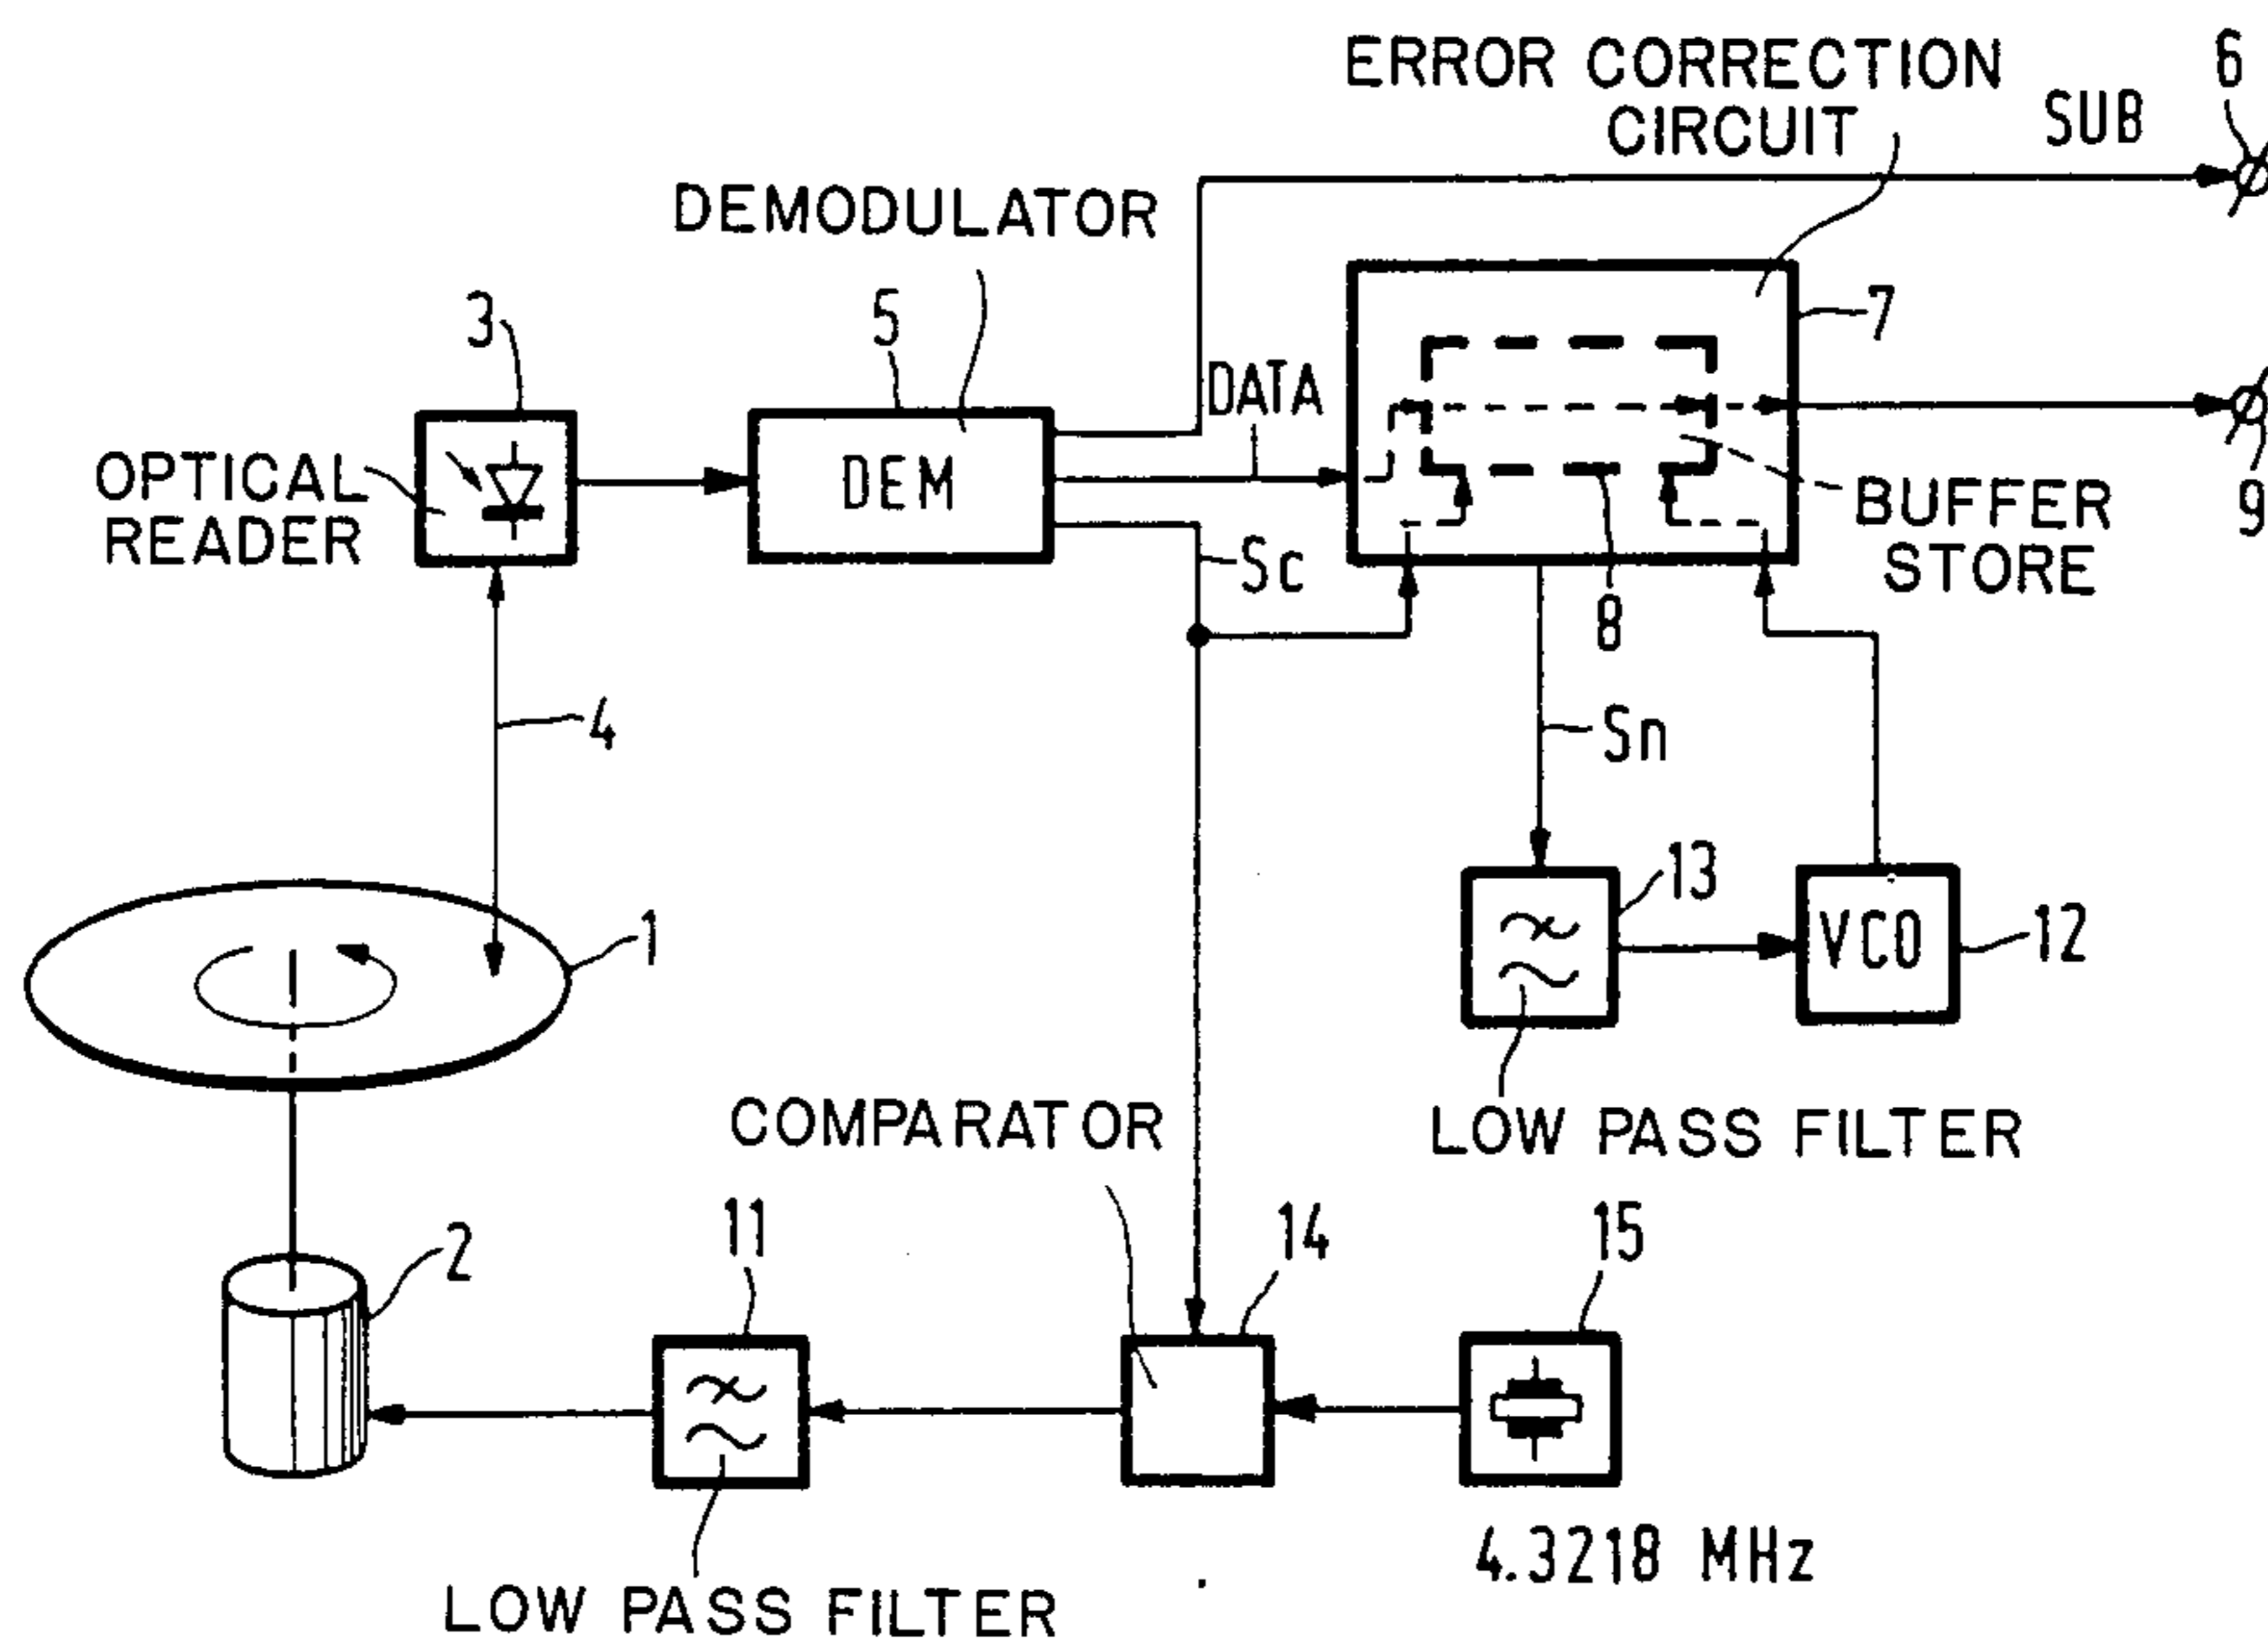 ERROR CORRECTION
CIRCUIT
SUB
6
DEMODULATOR
3
5
7
DATA
OPTICAL
READER
DEM
BUFFER
STORE
9
Sc
8
4
Sn
13
1
VCO
12
COMPARATOR
LOW PASS FILTER
2
11
14
15
4.3218 MHz
LOW PASS FILTER